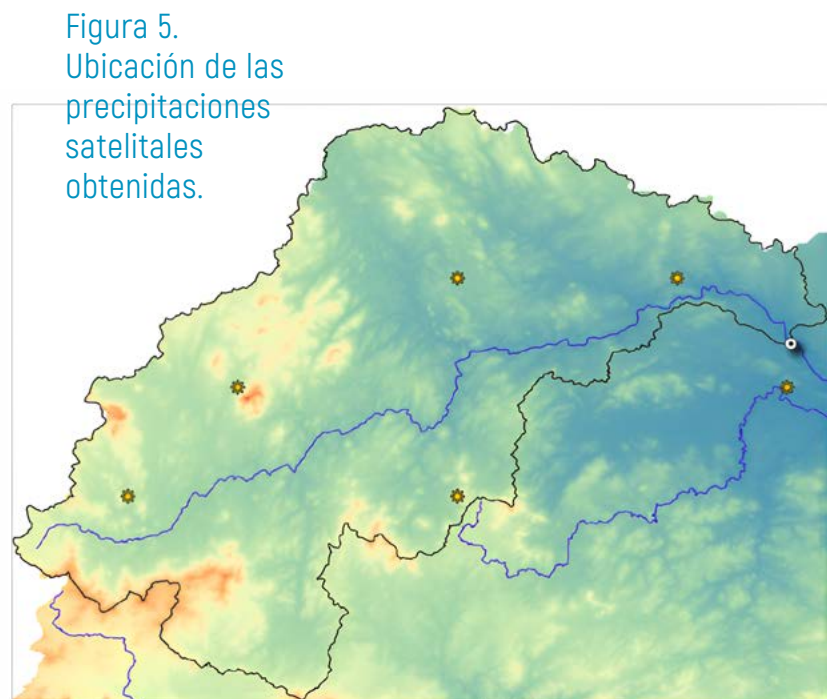 Figura 5.
Ubicación de las
precipitaciones
satelitales
obtenidas.